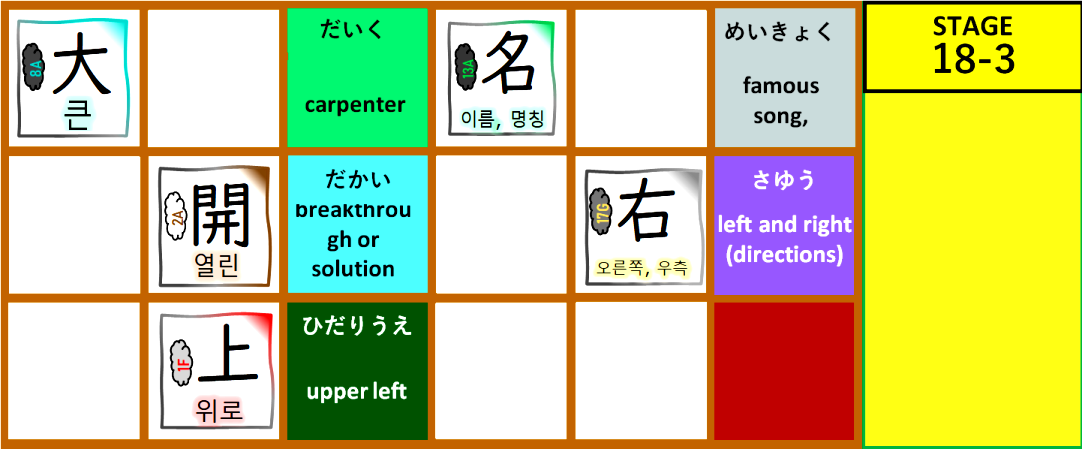 8A
大
큰
だいく
carpenter
13A
名
이름, 명칭
めいきょく
famous
song,
STAGE
18-3
2A
開
열린
だかい
breakthrou
gh or
solution
17G
右
오른쪽, 우측
さゆう
left and right
(directions)
1F
上
위로
ひだりうえ
upper left